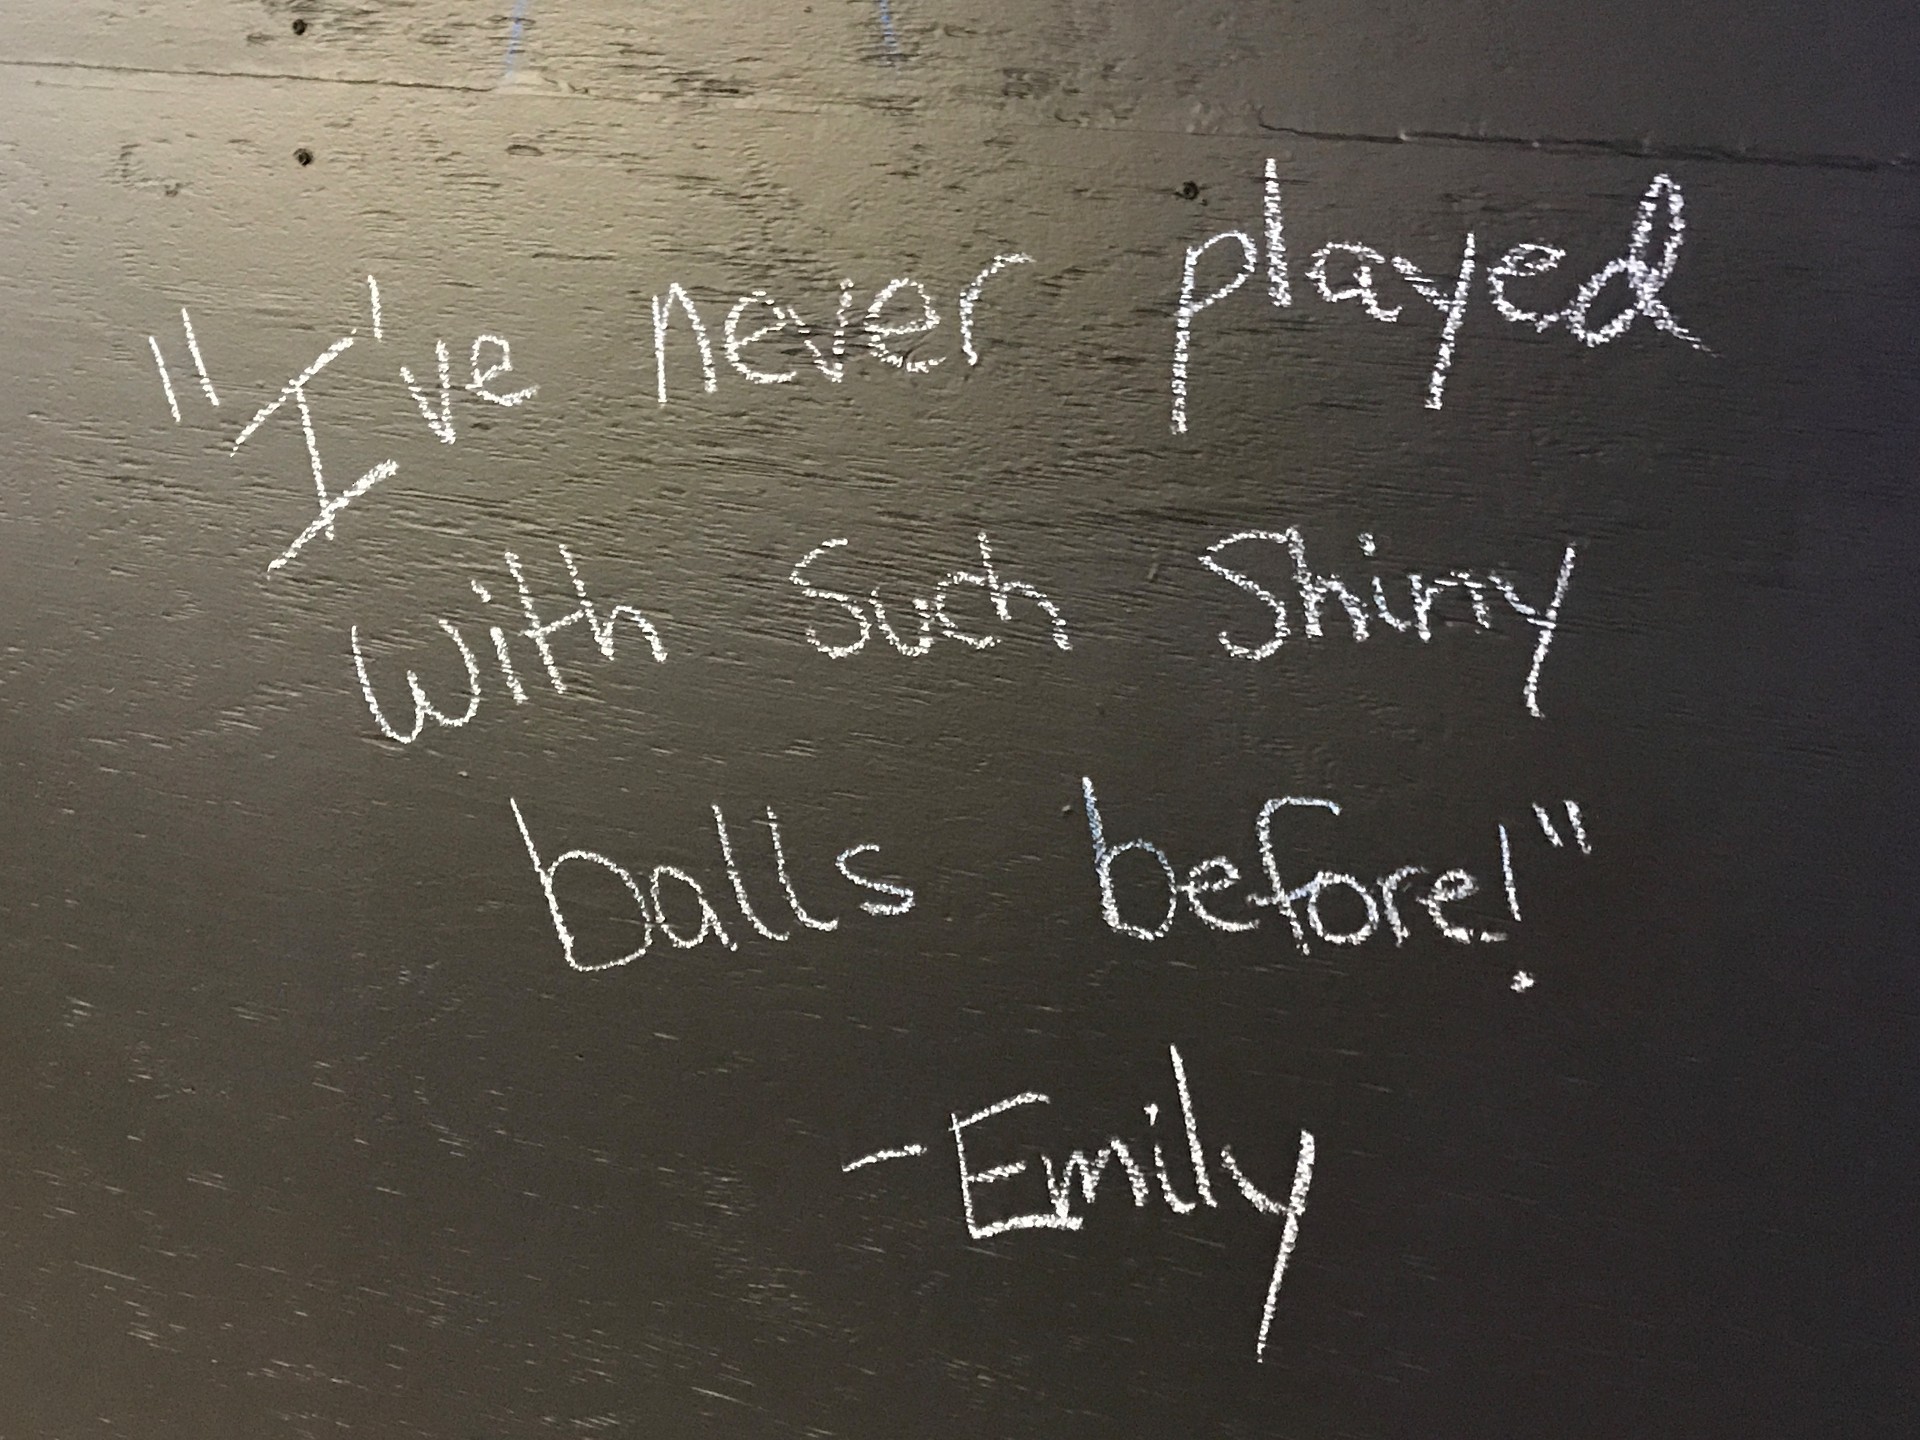 "I've never played
with such shiny
balls before!"
-Emily